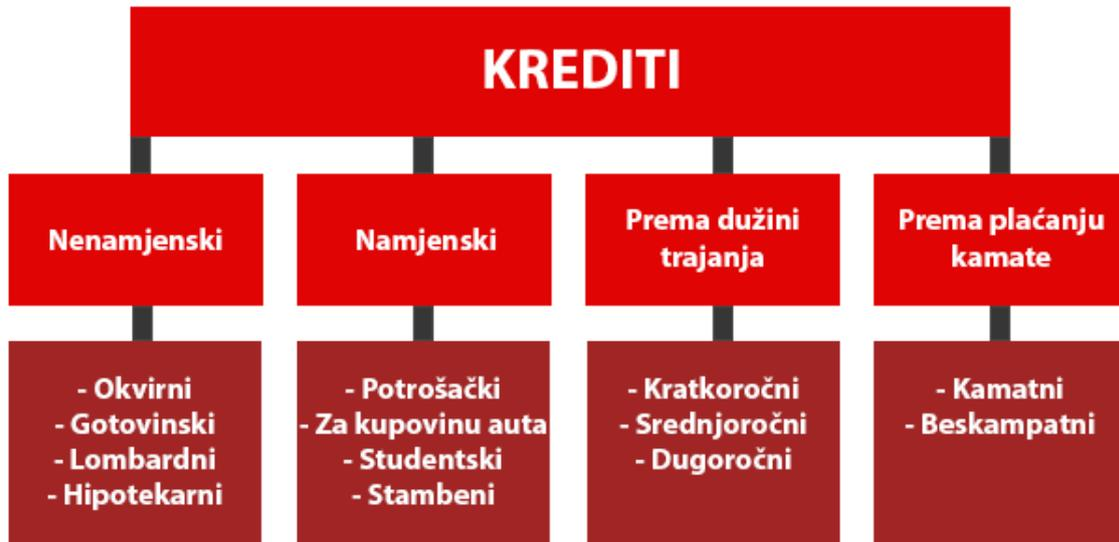 KREDITI
Nenamjenski
- Okvirni
- Gotovinski
- Lombardni
- Hipotekarni
Namjenski
- Potrošački
- Za kupovinu auta
- Studentski
- Stambeni
Prema dužini
trajanja
- Kratkoročni
- Srednjoročni
- Dugoročni
Prema plaćanju
kamate
- Kamatni
- Beskampatni